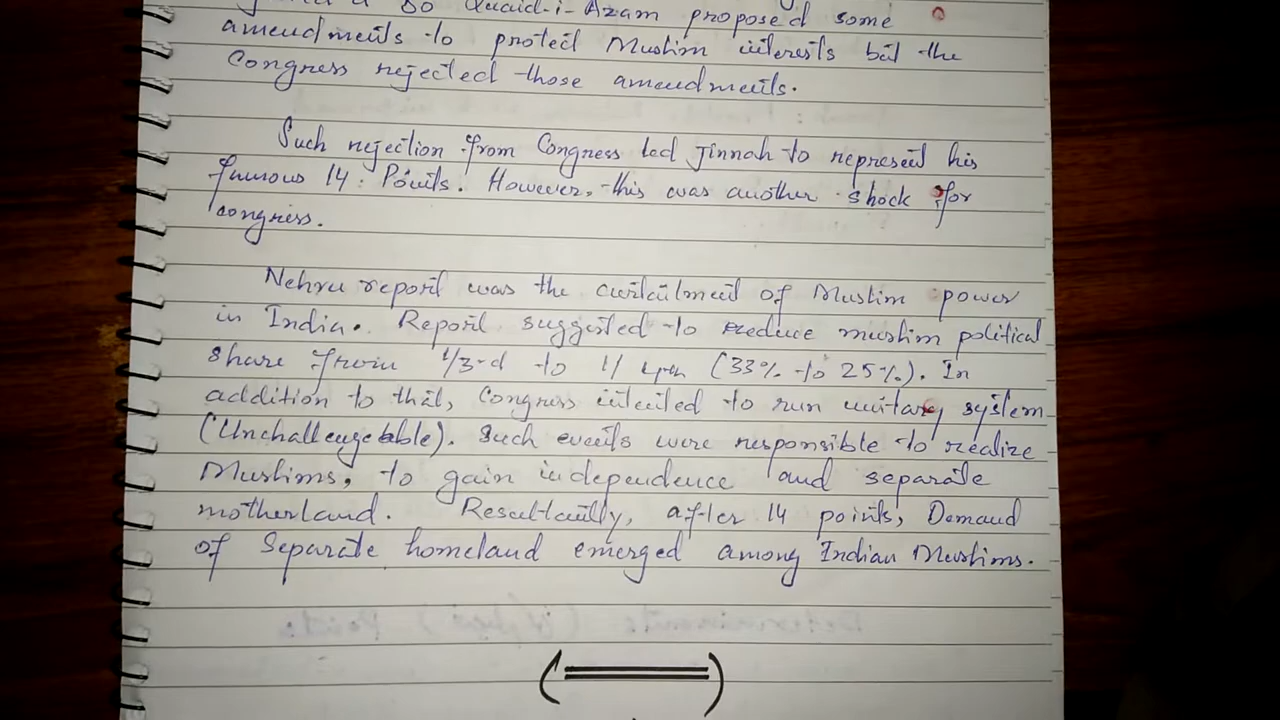 so Quaid-i-Azam proposed some
amendments to protect Muslim interests but the
Congress rejected those amendments.
Such rejection from Congress led Jinnah to represent his
famous 14 Points. However, this was another shock for
congress.
Nehru report was the curtailment of Muslim power
in India. Report suggested to reduce muslim political
share from 1/3rd to 1/4th (33% to 25%). In
addition to that, Congress intented to run unitary system
(Unchallengeable). Such events were responsible to realize
Muslims, to gain independence and separate
motherland. Resultantly, after 14 points, Demand
of Separate homeland emerged among Indian Muslims.